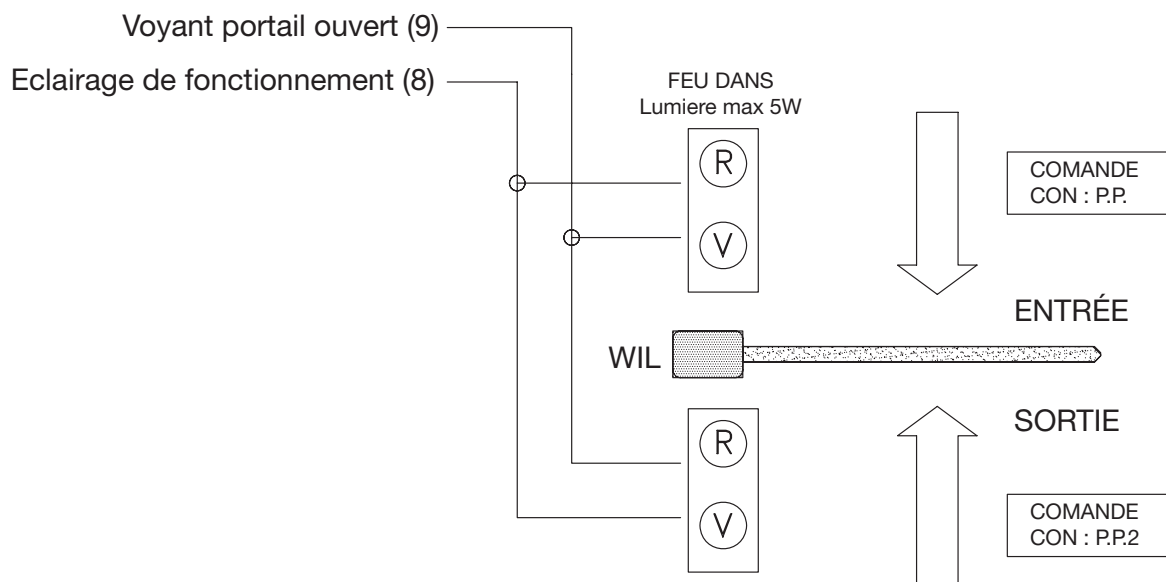 Voyant portail ouvert (9)
Eclairage de fonctionnement (8)
FEU DANS
Lumiere max 5W
R
V
COMANDE
CON : P.P.
ENTRÉE
WIL
SORTIE
R
V
COMANDE
CON : P.P.2